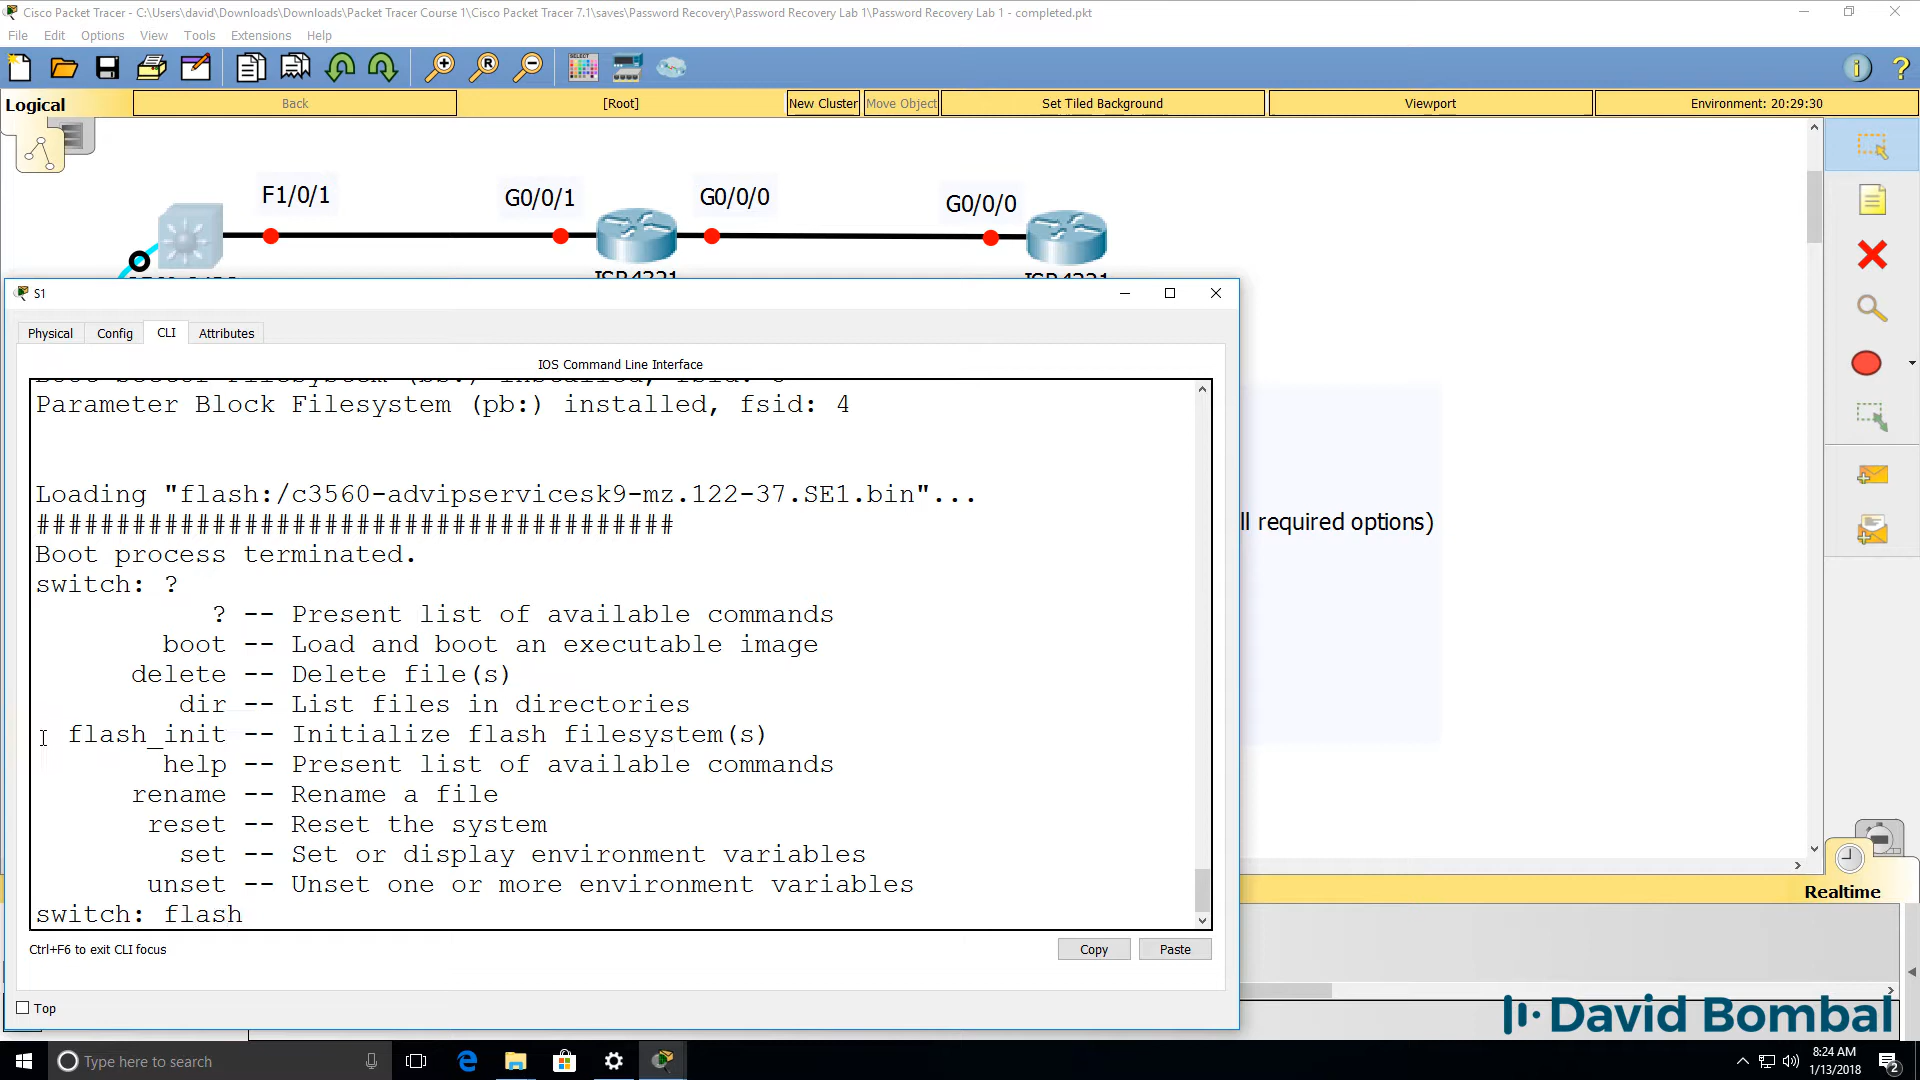 Cisco Packet Tracer - C:\Users\david\Downloads\Downloads\Packet Tracer Course 1\Cisco Packet Tracer 7.1\saves\Password Recovery\Password Recovery Lab 1\Password Recovery Lab 1 - completed.pkt
File Edit Options View Tools Extensions Help
Logical Back [Root] New Cluster Move Object Set Tiled Background Viewport Environment: 20:29:30
F1/0/1 G0/0/1 G0/0/0 G0/0/0
S1
Physical Config CLI Attributes
IOS Command Line Interface
Parameter Block Filesystem (pb:) installed, fsid: 4
Loading "flash:/c3560-advipservicesk9-mz.122-37.SE1.bin"...
########################################
Boot process terminated.
switch: ?
? -- Present list of available commands
boot -- Load and boot an executable image
delete -- Delete file(s)
dir -- List files in directories
flash_init -- Initialize flash filesystem(s)
help -- Present list of available commands
rename -- Rename a file
reset -- Reset the system
set -- Set or display environment variables
unset -- Unset one or more environment variables
switch: flash
Ctrl+F6 to exit CLI focus
Copy Paste
Top
ll required options)
Realtime
David Bombal
Type here to search
8:24 AM
1/13/2018
2